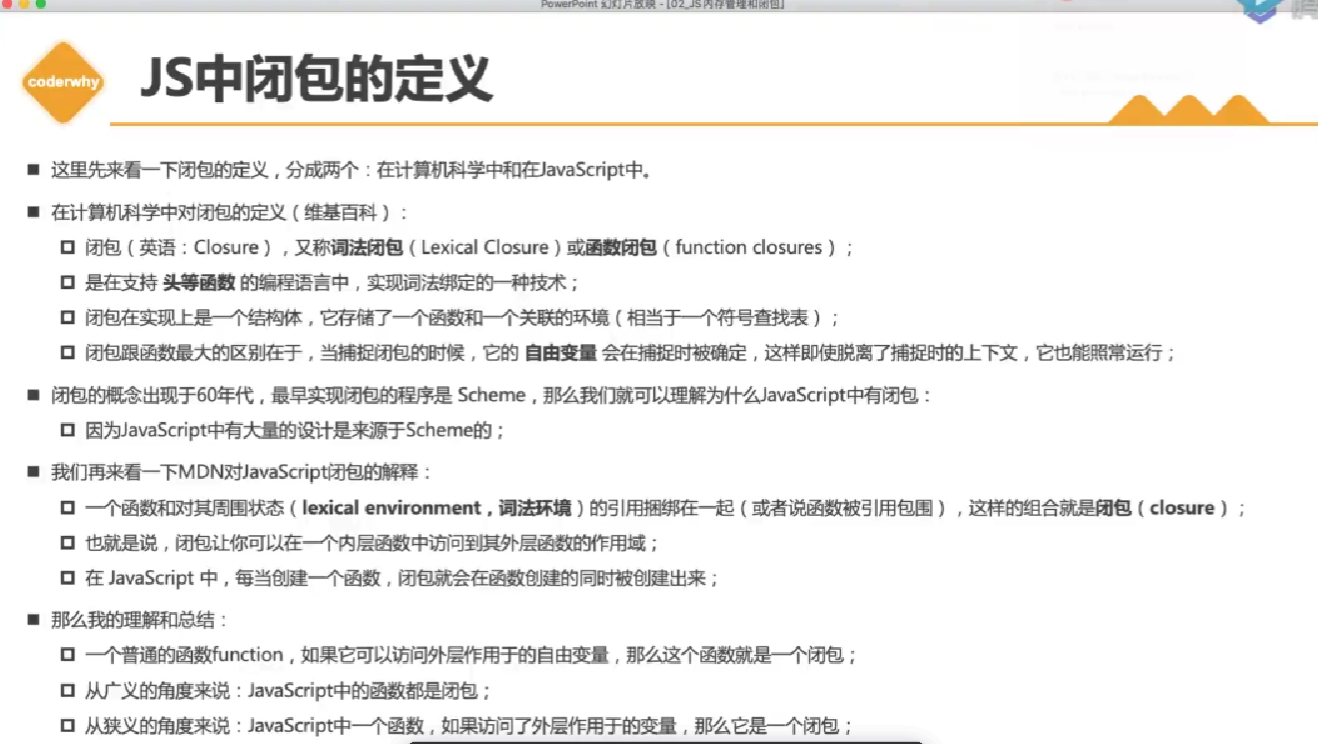 PowerPoint 幻灯片放映 - [02_JS内存管理和闭包]
coderwhy
JS中闭包的定义
■ 这里先来看一下闭包的定义，分成两个：在计算机科学中和在JavaScript中。
■ 在计算机科学中对闭包的定义（维基百科）：
闭包（英语：Closure），又称词法闭包（Lexical Closure）或函数闭包（function closures）；
是在支持 头等函数 的编程语言中，实现词法绑定的一种技术；
闭包在实现上是一个结构体，它存储了一个函数和一个关联的环境（相当于一个符号查找表）；
闭包跟函数最大的区别在于，当捕捉闭包的时候，它的 自由变量 会在捕捉时被确定，这样即使脱离了捕捉时的上下文，它也能照常运行；
■ 闭包的概念出现于60年代，最早实现闭包的程序是 Scheme，那么我们就可以理解为什么JavaScript中有闭包：
因为JavaScript中有大量的设计是来源于Scheme的；
■ 我们再来看一下MDN对JavaScript闭包的解释：
一个函数和对其周围状态（lexical environment，词法环境）的引用捆绑在一起（或者说函数被引用包围），这样的组合就是闭包（closure）；
也就是说，闭包让你可以在一个内层函数中访问到其外层函数的作用域；
在 JavaScript 中，每当创建一个函数，闭包就会在函数创建的同时被创建出来；
■ 那么我的理解和总结：
一个普通的函数function，如果它可以访问外层作用于的自由变量，那么这个函数就是一个闭包；
从广义的角度来说：JavaScript中的函数都是闭包；
从狭义的角度来说：JavaScript中一个函数，如果访问了外层作用于的变量，那么它是一个闭包；